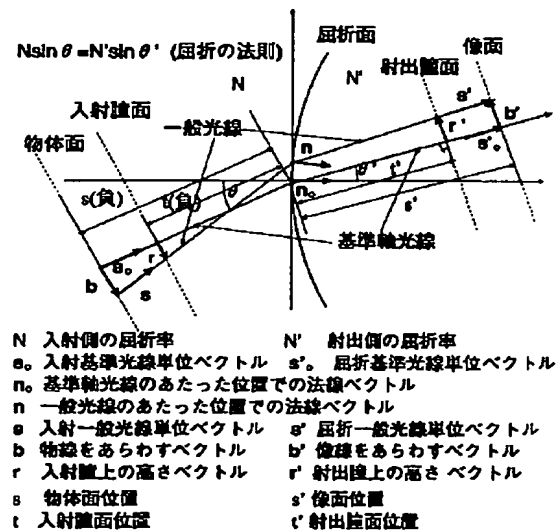 Nsinθ=N'sinθ' (屈折の法則)
屈折面
像面
射出瞳面
N
N'
入射瞳面
一般光線
物体面
s'
b'
r'
s'o
n
θ'
t'
no
s(負)
t(負)
θ
s'
基準軸光線
so
r
b
s
N 入射側の屈折率
N' 射出側の屈折率
so 入射基準光線単位ベクトル
s'o 屈折基準光線単位ベクトル
no 基準軸光線のあたった位置での法線ベクトル
n 一般光線のあたった位置での法線ベクトル
s 入射一般光線単位ベクトル
s' 屈折一般光線単位ベクトル
b 物線をあらわすベクトル
b' 像線をあらわすベクトル
r 入射瞳上の高さベクトル
r' 射出瞳上の高さ ベクトル
s 物体面位置
s' 像面位置
t 入射瞳面位置
t' 射出瞳面位置